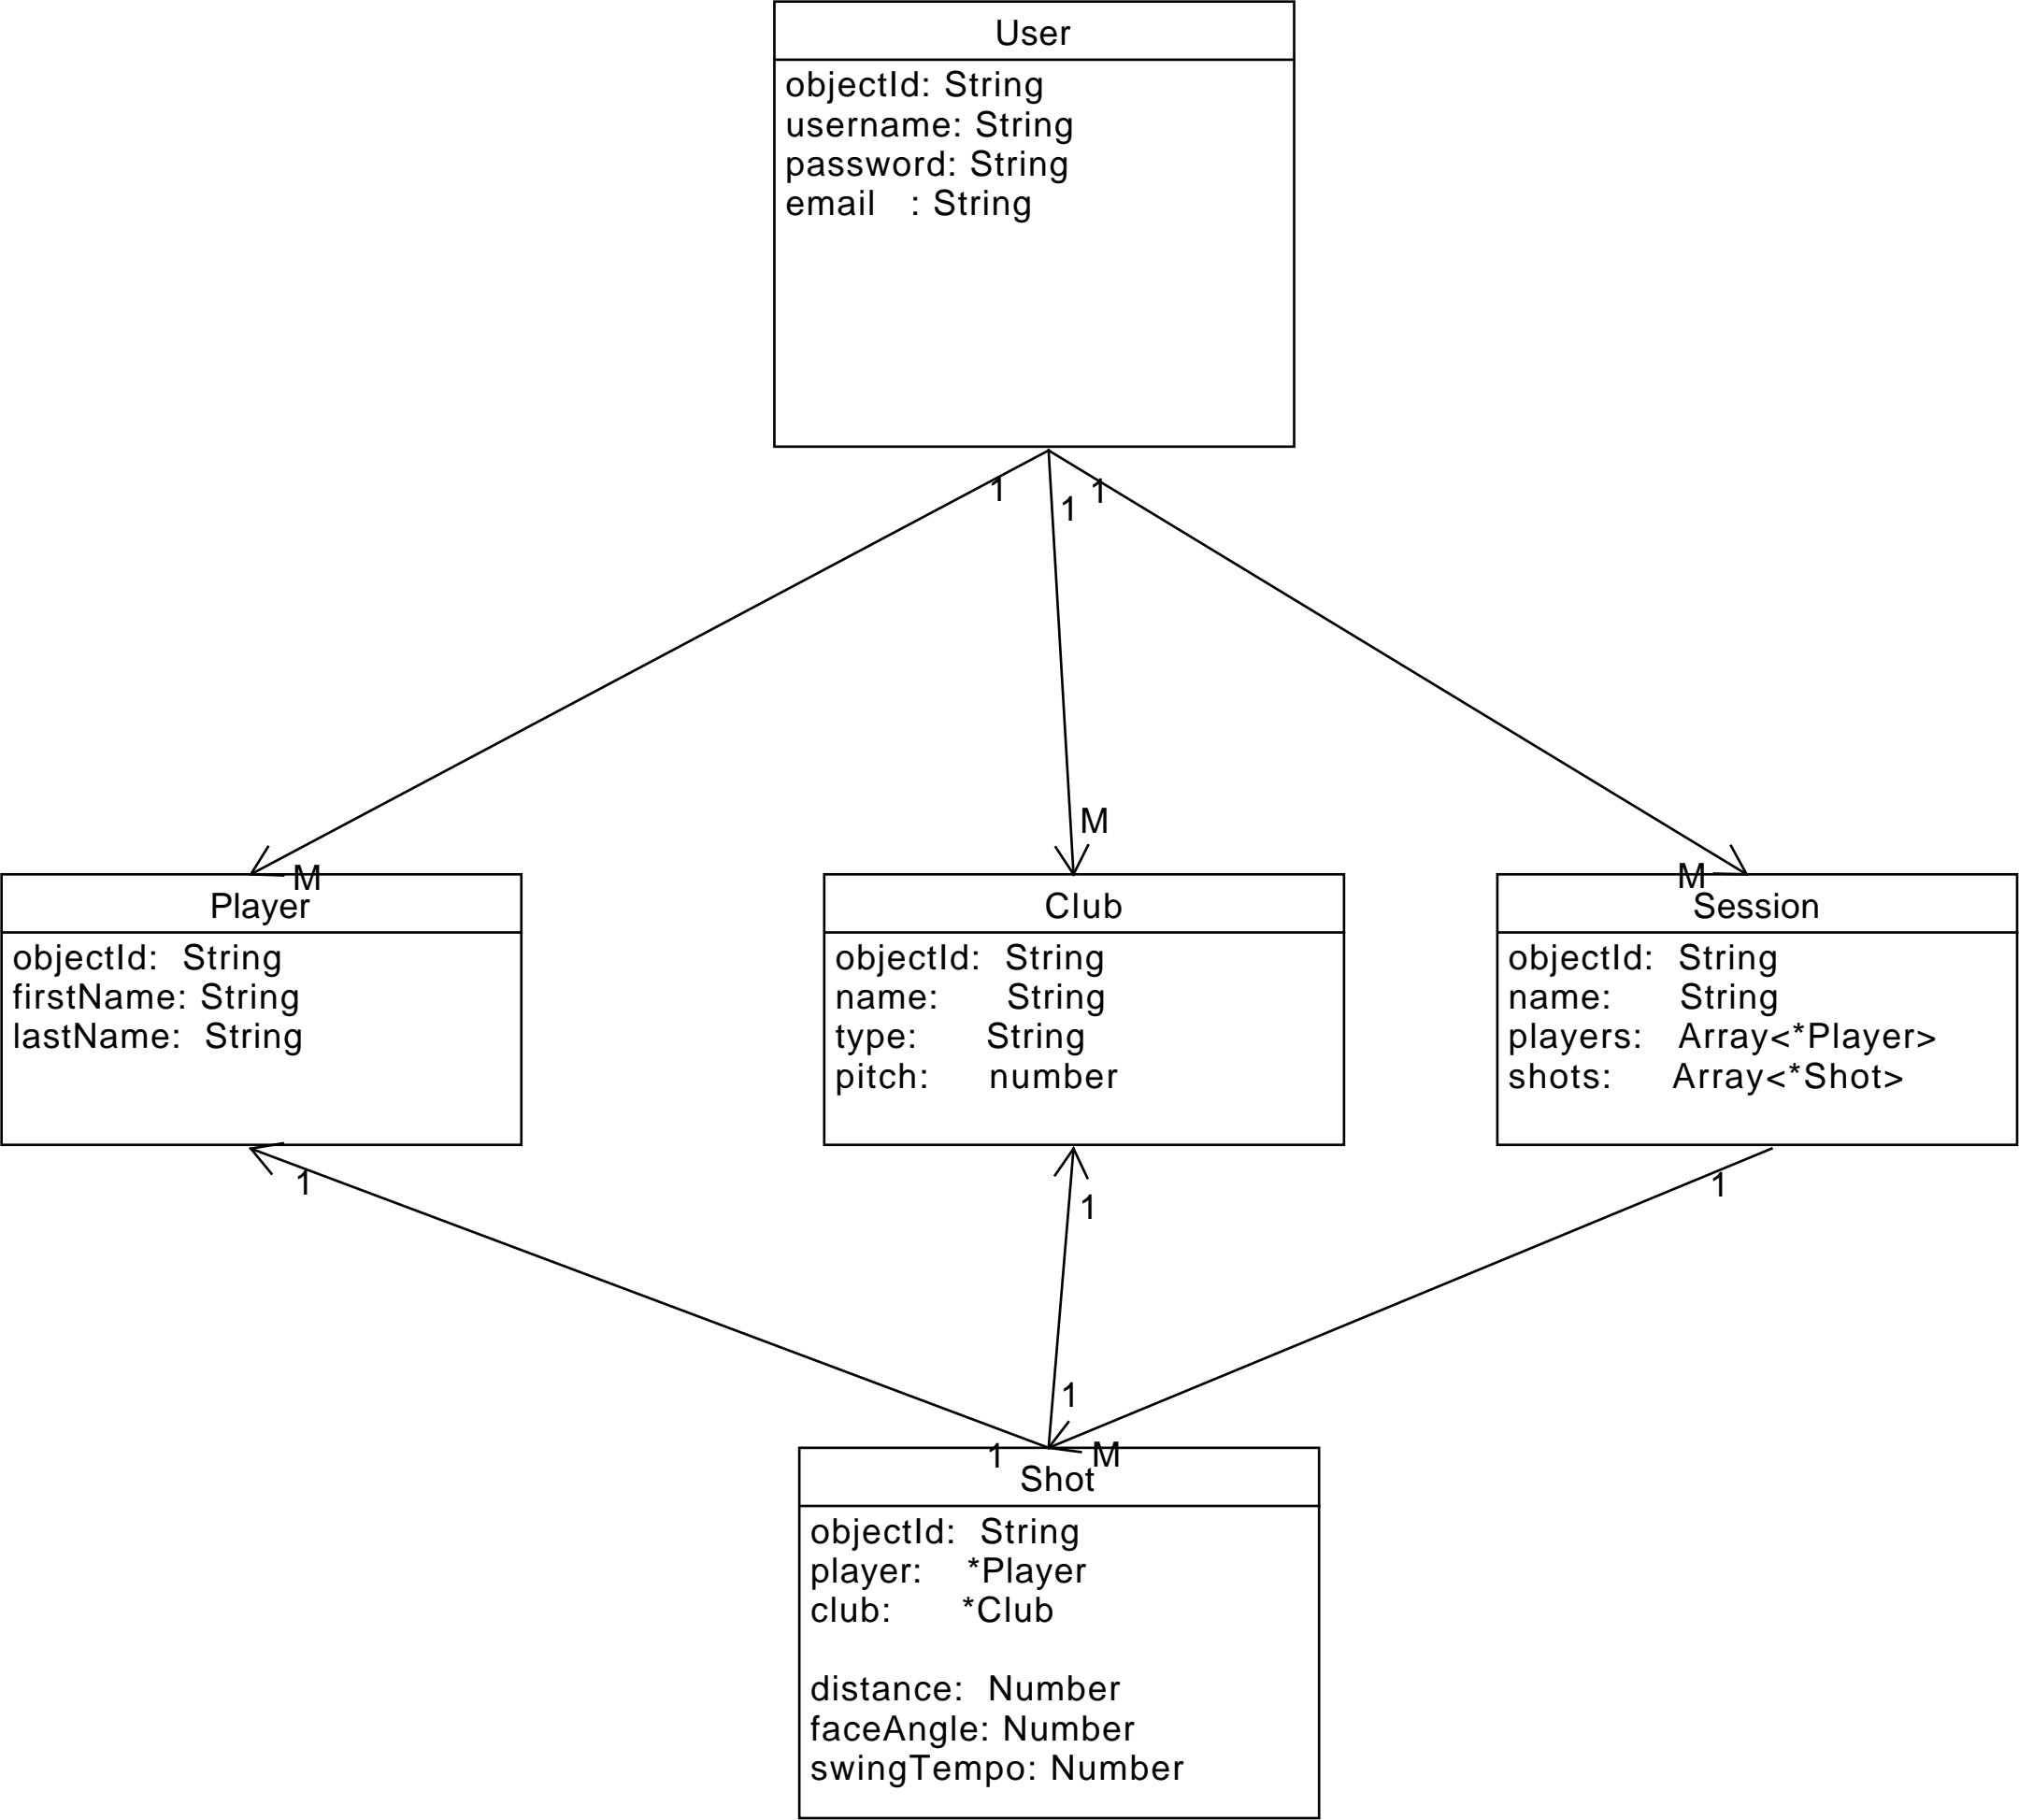 User
objectId: String
username: String
password: String
email : String
1
1
1
M
M
M
Player
objectId: String
firstName: String
lastName: String
Club
objectId: String
name: String
type: String
pitch: number
Session
objectId: String
name: String
players: Array<*Player>
shots: Array<*Shot>
1
1
1
1
1
M
Shot
objectId: String
player: *Player
club: *Club
distance: Number
faceAngle: Number
swingTempo: Number